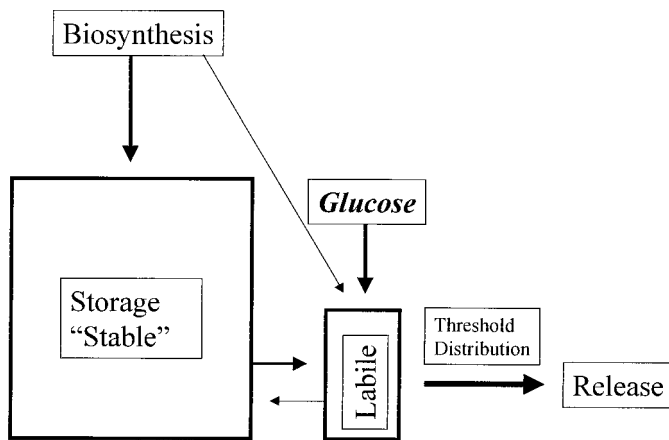 Biosynthesis
Glucose
Storage
“Stable”
Labile
Threshold
Distribution
Release